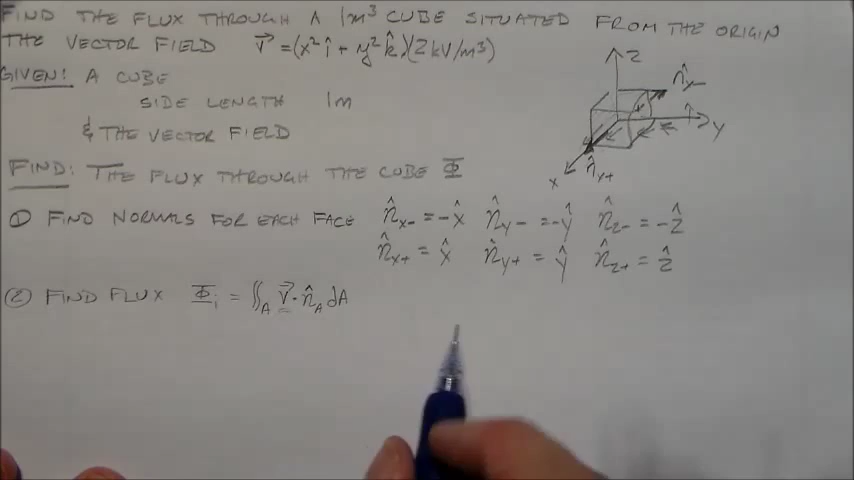 FIND THE FLUX THROUGH A 1m³ CUBE SITUATED FROM THE ORIGIN
THE VECTOR FIELD v⃗ = (x² î + y² k̂)(2kV/m³)
GIVEN: A CUBE
SIDE LENGTH 1m
& THE VECTOR FIELD
FIND: THE FLUX THROUGH THE CUBE Φ
① FIND NORMALS FOR EACH FACE n̂x- = -x̂ n̂y- = -ŷ n̂z- = -ẑ
n̂x+ = x̂ n̂y+ = ŷ n̂z+ = ẑ
② FIND FLUX Φi = ∬A v⃗ · n̂A dA
z
n̂x-
y
x
n̂x+